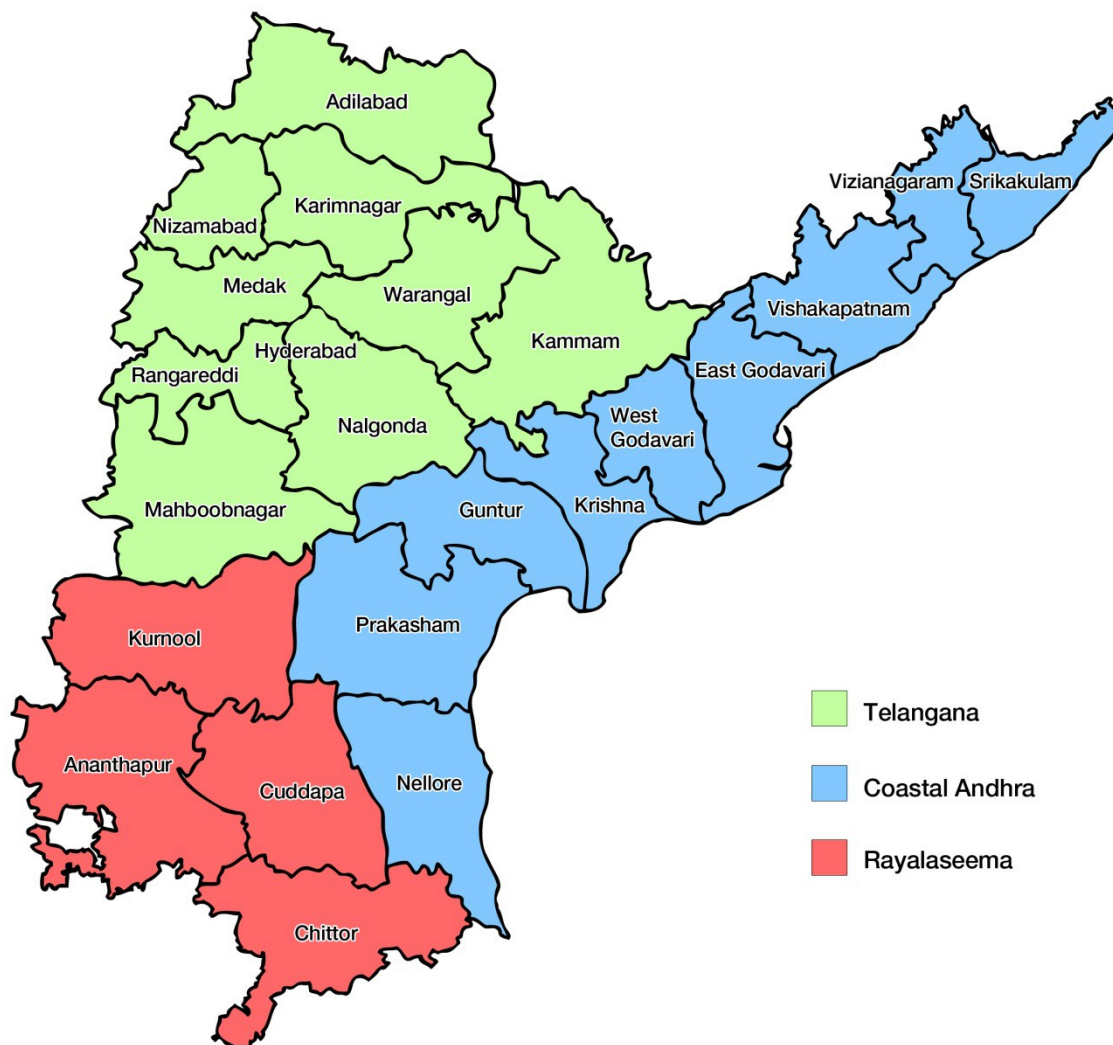 Adilabad
Vizianagaram
Srikakulam
Karimnagar
Nizamabad
Medak
Warangal
Vishakapatnam
Kammam
Hyderabad
Rangareddi
East Godavari
Nalgonda
West
Godavari
Mahboobnagar
Guntur
Krishna
Prakasham
Kurnool
Telangana
Ananthapur
Cuddapa
Nellore
Coastal Andhra
Rayalaseema
Chittor